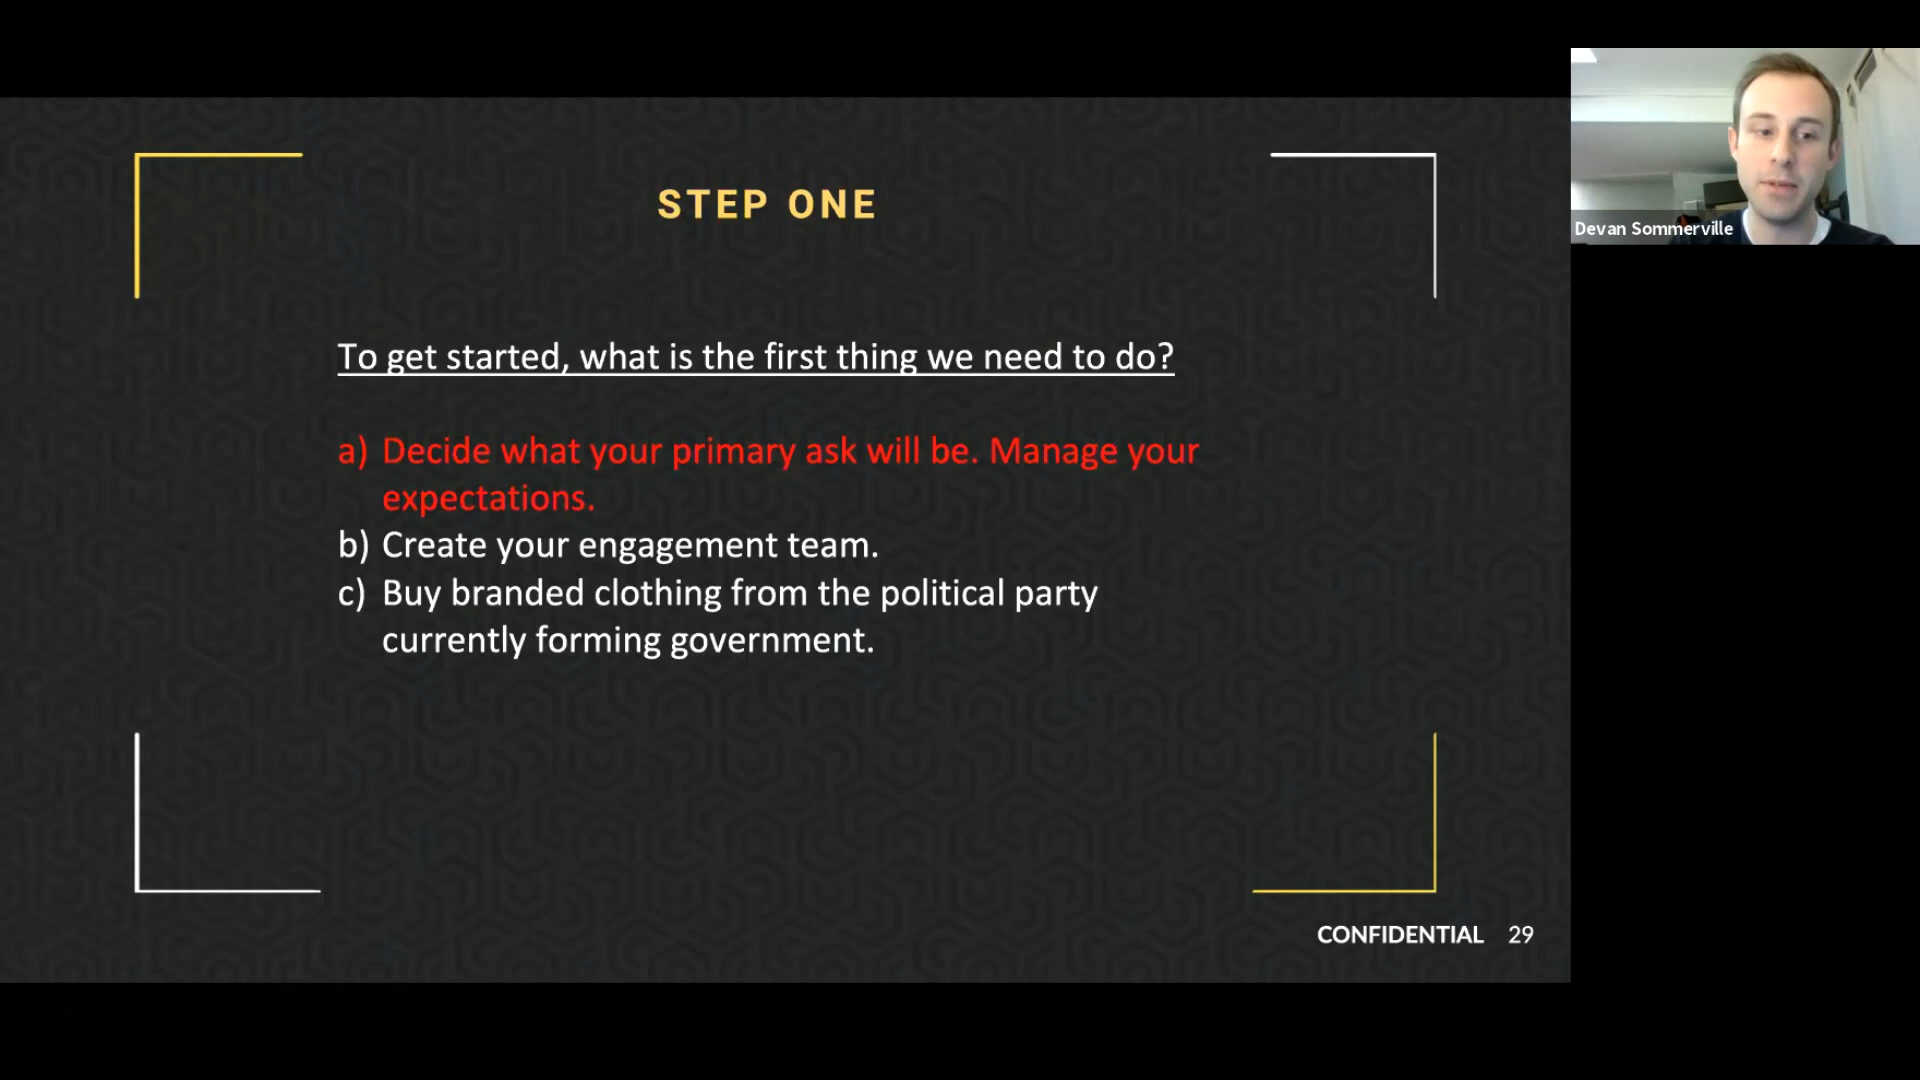 STEP ONE
Devan Sommerville
To get started, what is the first thing we need to do?
a) Decide what your primary ask will be. Manage your
expectations.
b) Create your engagement team.
c) Buy branded clothing from the political party
currently forming government.
CONFIDENTIAL 29